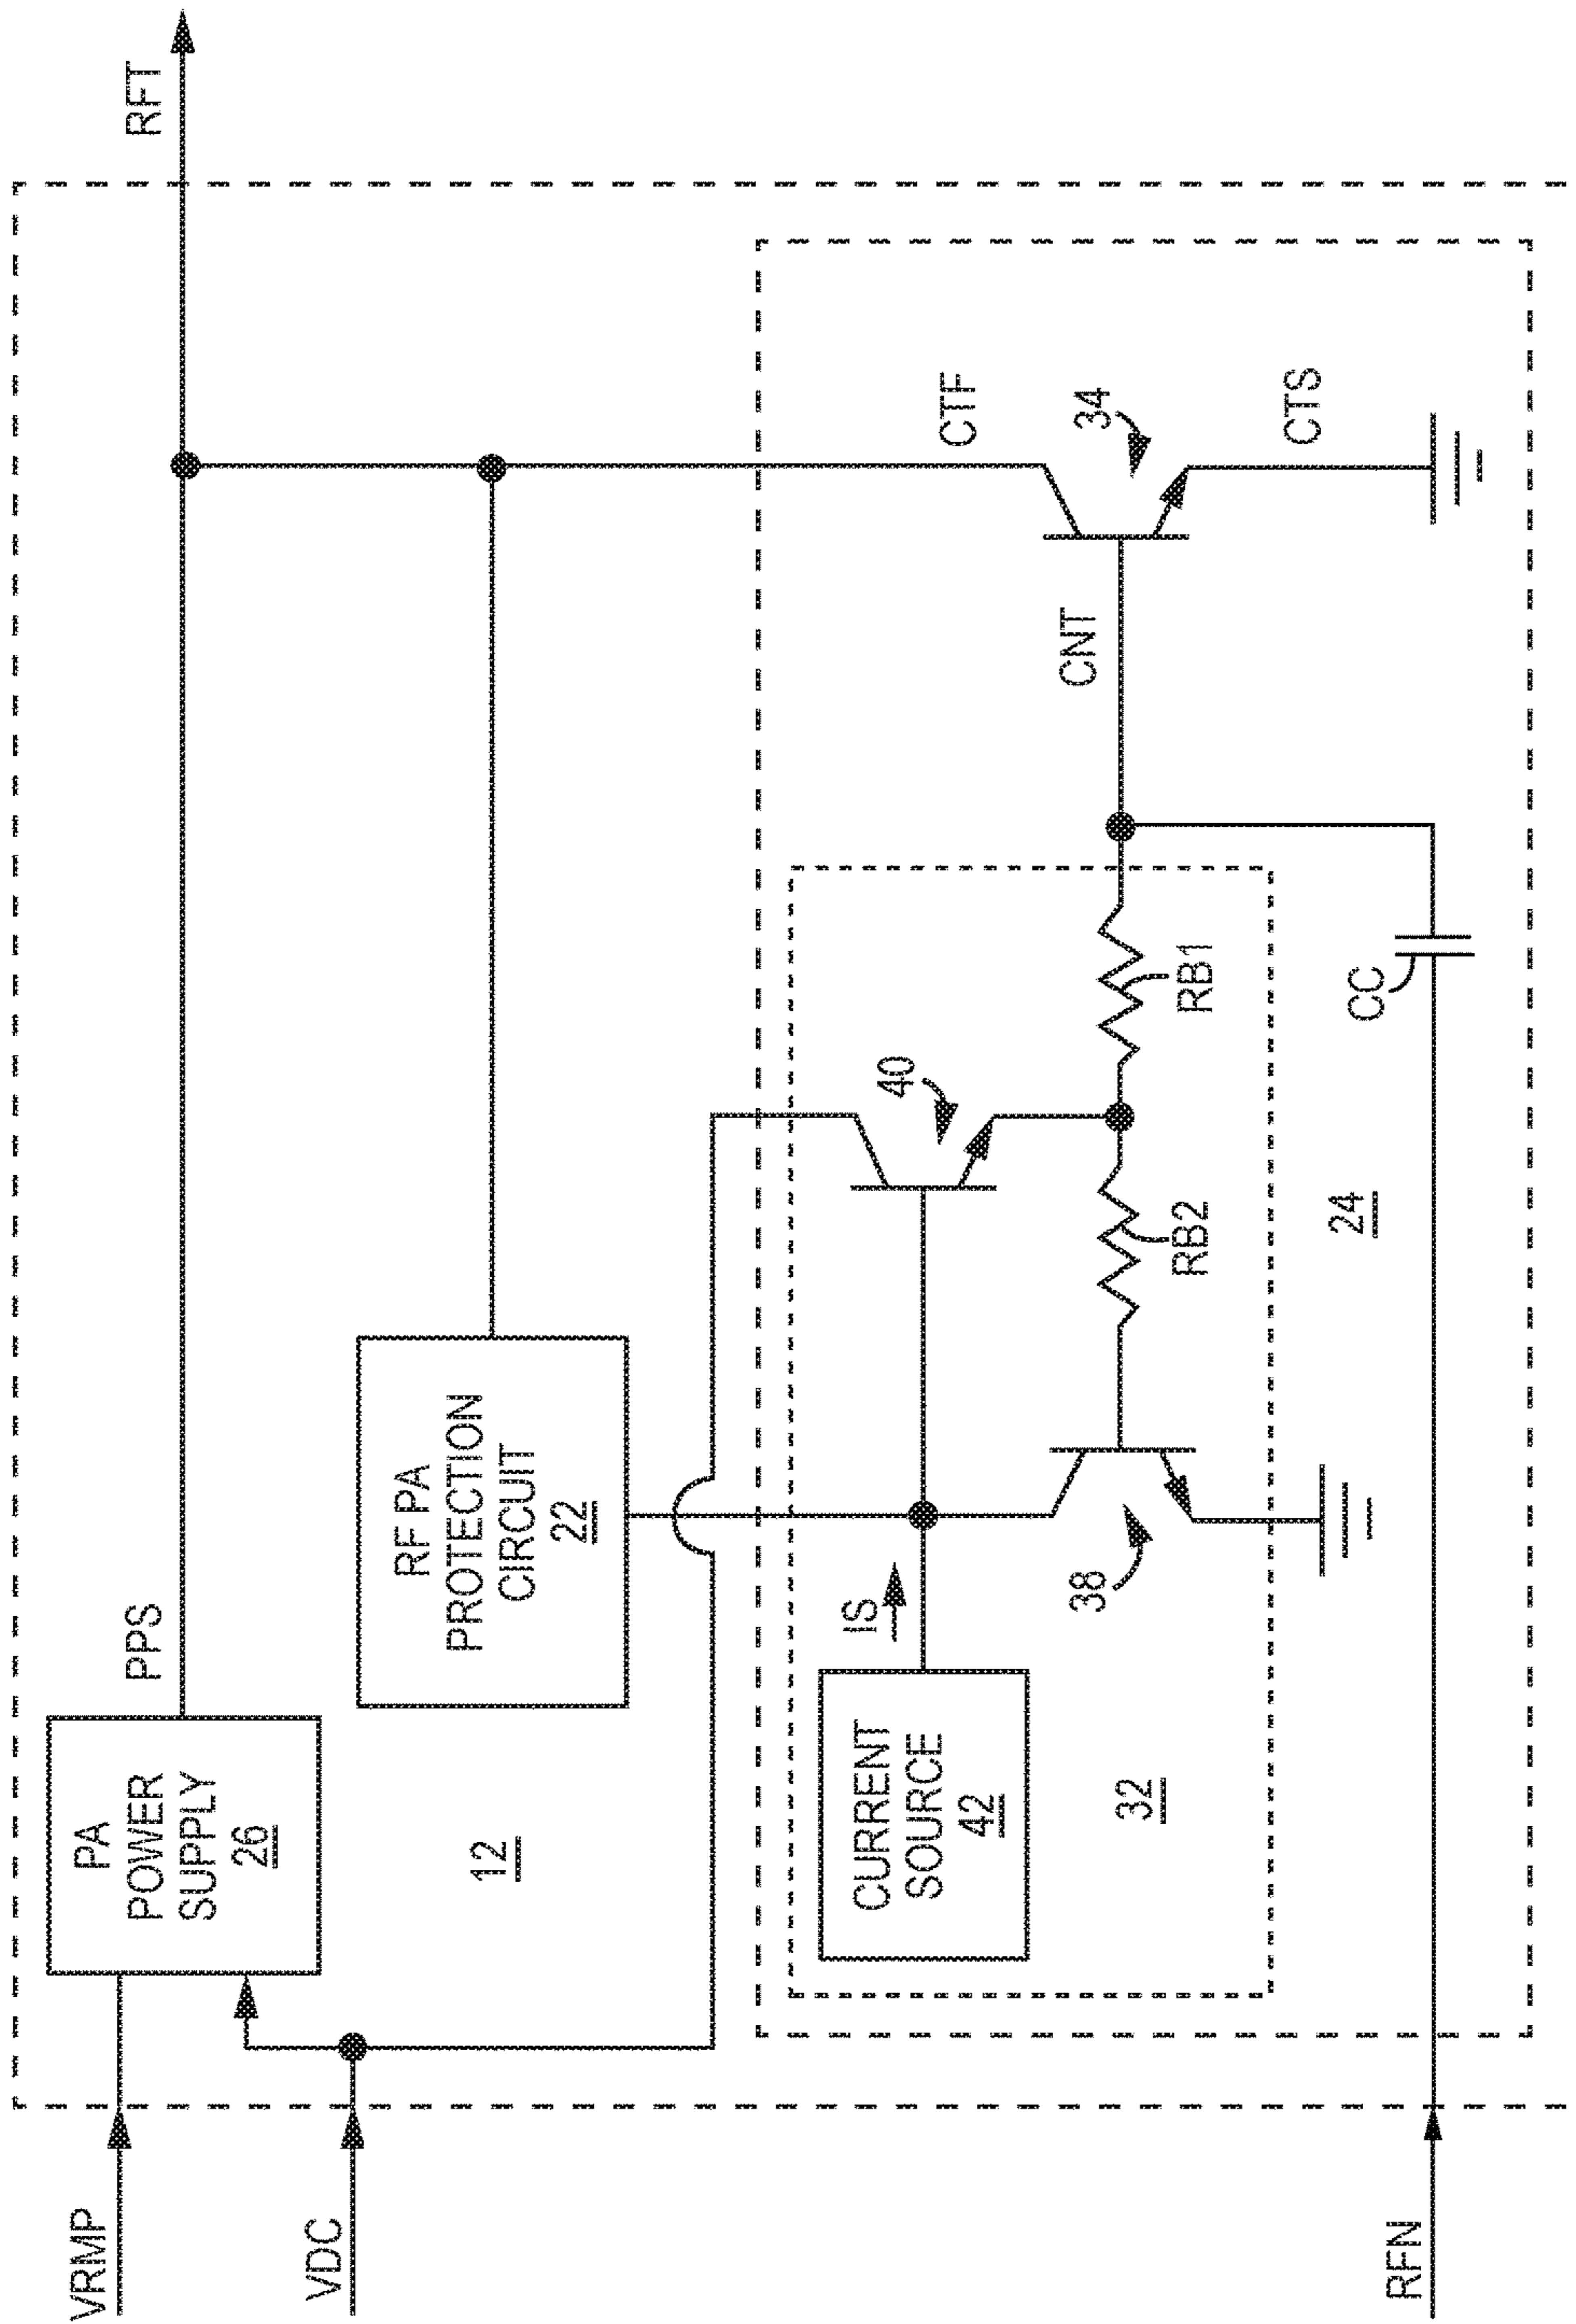 VRMP
VDC
RFN
PA
POWER
SUPPLY
26
PPS
RFT
12
RF PA
PROTECTION
CIRCUIT
22
CURRENT
SOURCE
42
IS
32
38
40
RB2
RB1
24
CC
CNT
CTF
34
CTS